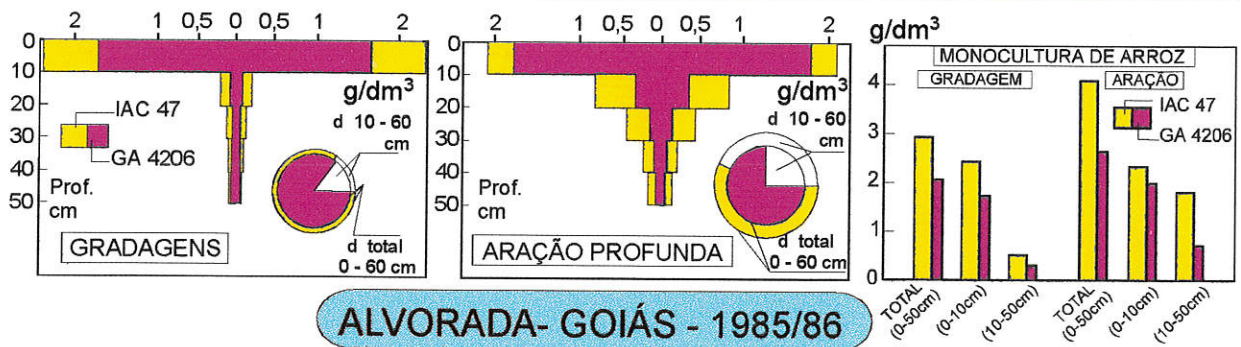 2 1 0,5 0 0,5 1 2
0
10
20
30
40
50
IAC 47
GA 4206
Prof.
cm
g/dm³
d 10 - 60
cm
d total
0 - 60 cm
GRADAGENS
2 1 0,5 0 0,5 1 2
0
10
20
30
40
50
g/dm³
d 10 - 60
cm
Prof.
cm
d total
0 - 60 cm
ARAÇÃO PROFUNDA
g/dm³
MONOCULTURA DE ARROZ
GRADAGEM ARAÇÃO
IAC 47
GA 4206
4
3
2
1
0
TOTAL
(0-50cm)
(0-10cm)
(10-50cm)
TOTAL
(0-50cm)
(0-10cm)
(10-50cm)
ALVORADA- GOIÁS - 1985/86